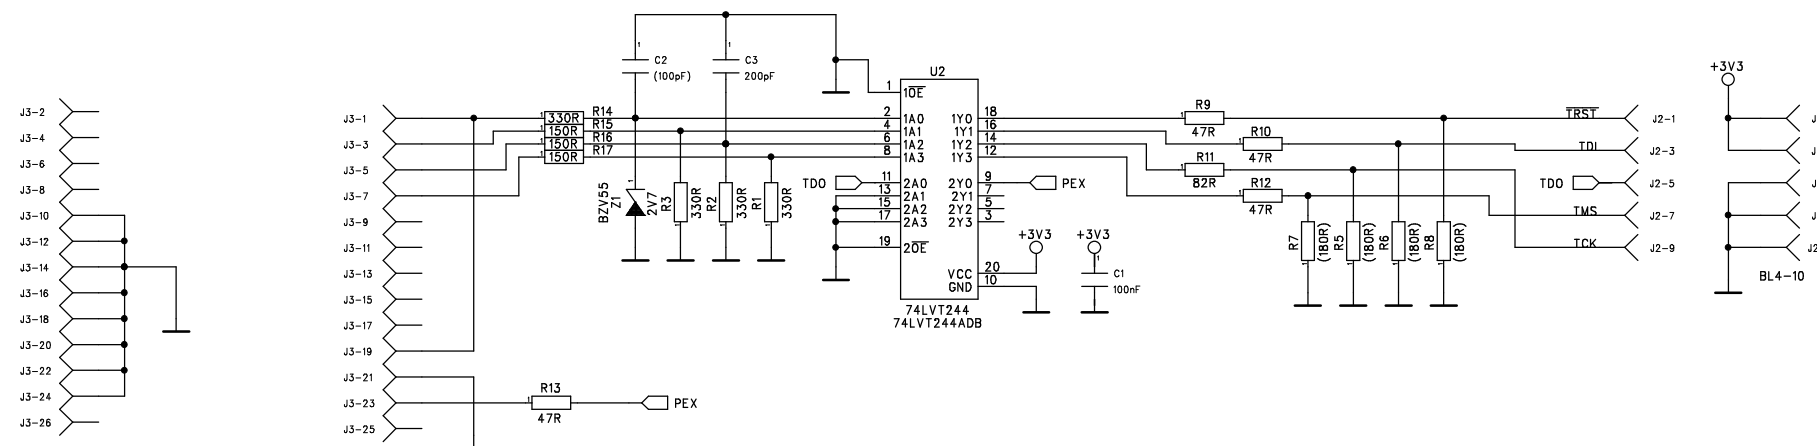 J3-2
J3-4
J3-6
J3-8
J3-10
J3-12
J3-14
J3-16
J3-18
J3-20
J3-22
J3-24
J3-26
J3-1
J3-3
J3-5
J3-7
J3-9
J3-11
J3-13
J3-15
J3-17
J3-19
J3-21
J3-23
J3-25
330R R14
150R R15
150R R16
150R R17
R13
47R
PEX
C2
(100pF)
C3
200pF
BZV55
Z1
2V7
R3
330R
R2
330R
R1
330R
TDO
U2
1 1OE
2 1A0 1Y0 18
4 1A1 1Y1 16
6 1A2 1Y2 14
8 1A3 1Y3 12
11 2A0 2Y0 9
13 2A1 2Y1 7
15 2A2 2Y2 5
17 2A3 2Y3 3
19 2OE
VCC 20
GND 10
74LVT244
74LVT244ADB
PEX
+3V3
+3V3
C1
100nF
R9
47R
R10
47R
R11
82R
R12
47R
R7
(180R)
R5
(180R)
R6
(180R)
R8
(180R)
TRST J2-1
TDI J2-3
TDO J2-5
TMS J2-7
TCK J2-9
+3V3
BL4-10